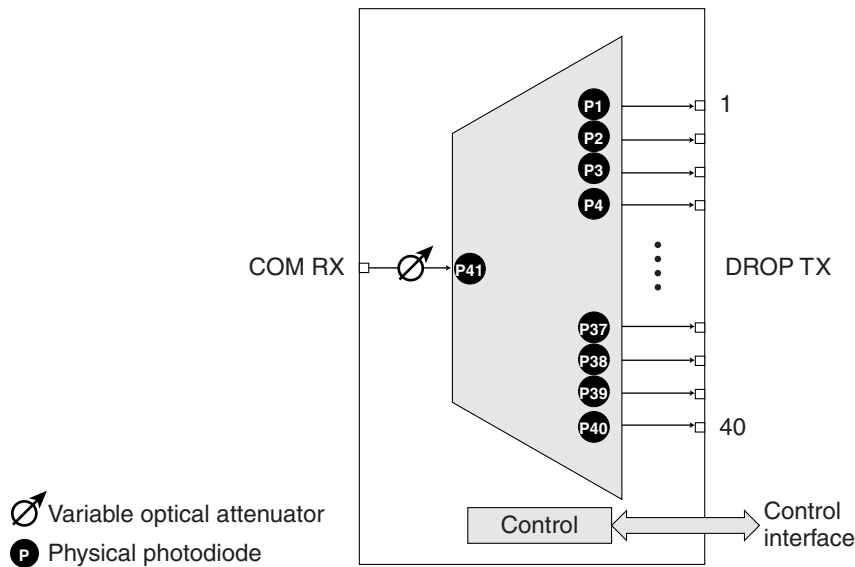 P1
1
P2
P3
P4
COM RX
P41
DROP TX
P37
P38
P39
P40
40
Variable optical attenuator
Control
Control
interface
P
Physical photodiode